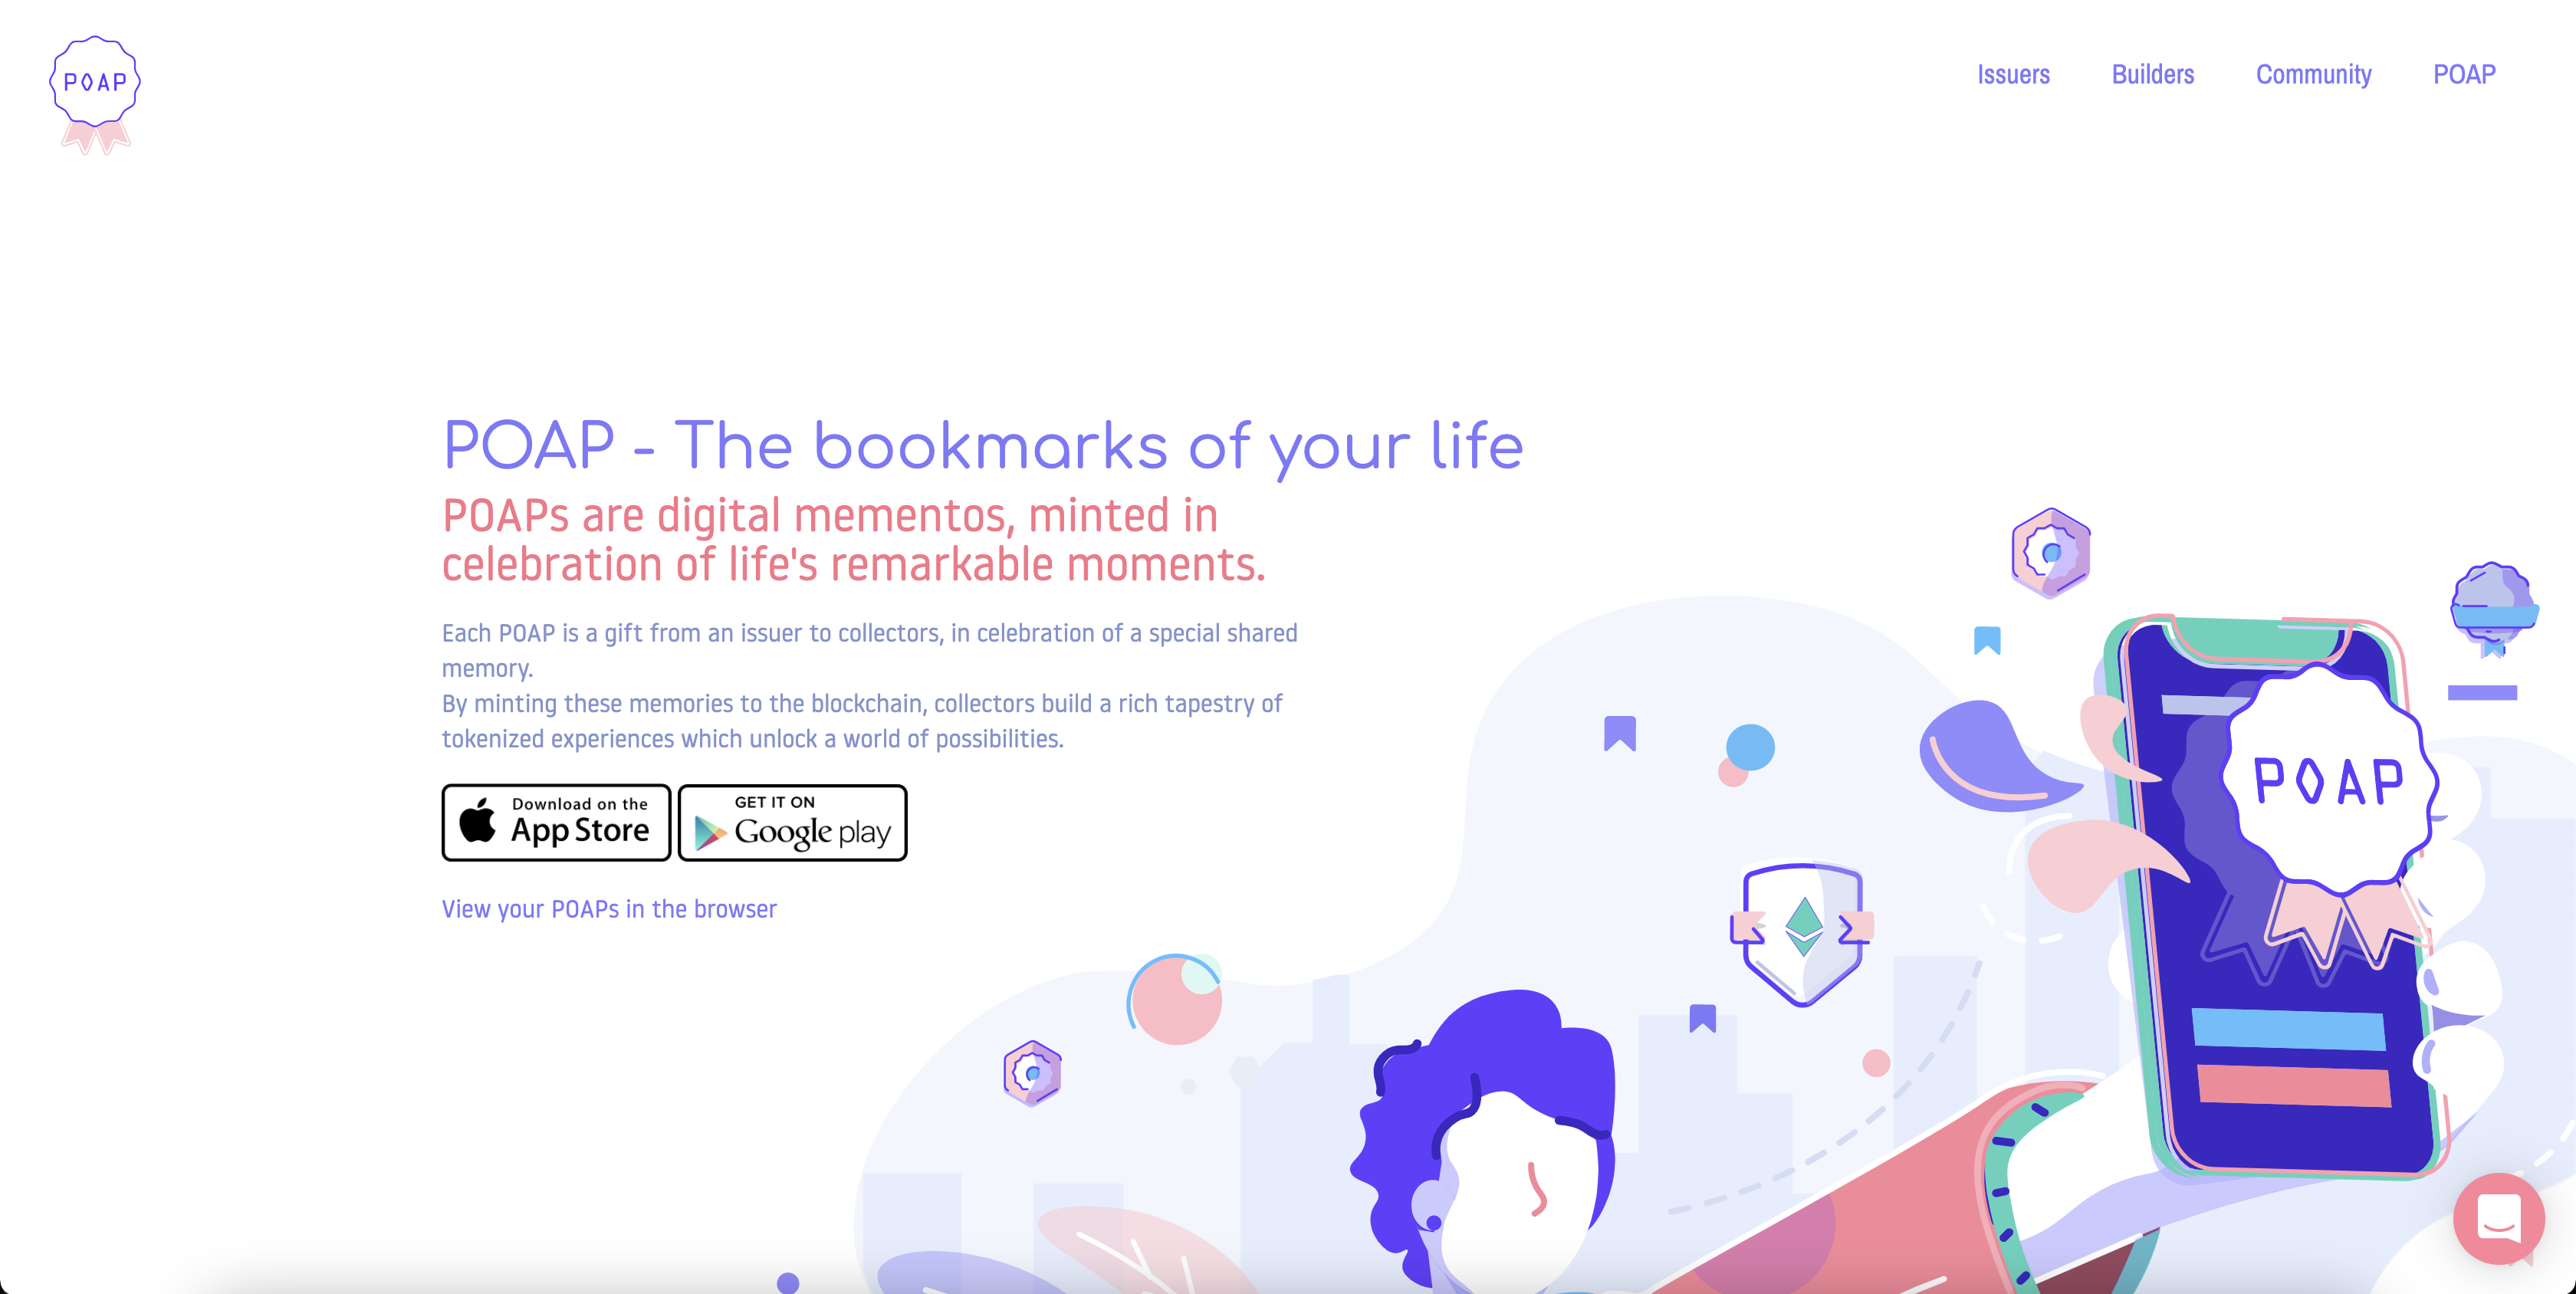 POAP
Issuers Builders Community POAP
POAP - The bookmarks of your life
POAPs are digital mementos, minted in
celebration of life's remarkable moments.
Each POAP is a gift from an issuer to collectors, in celebration of a special shared
memory.
By minting these memories to the blockchain, collectors build a rich tapestry of
tokenized experiences which unlock a world of possibilities.
Download on the
App Store
GET IT ON
Google play
View your POAPs in the browser
POAP